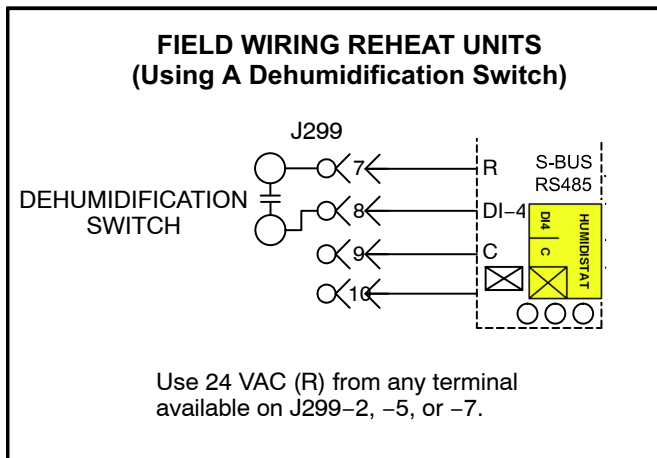 FIELD WIRING REHEAT UNITS
(Using A Dehumidification Switch)
J299
DEHUMIDIFICATION
SWITCH
7
R
8
DI-4
9
C
10
S-BUS
RS485
DI4
C
HUMIDISTAT
Use 24 VAC (R) from any terminal
available on J299-2, -5, or -7.